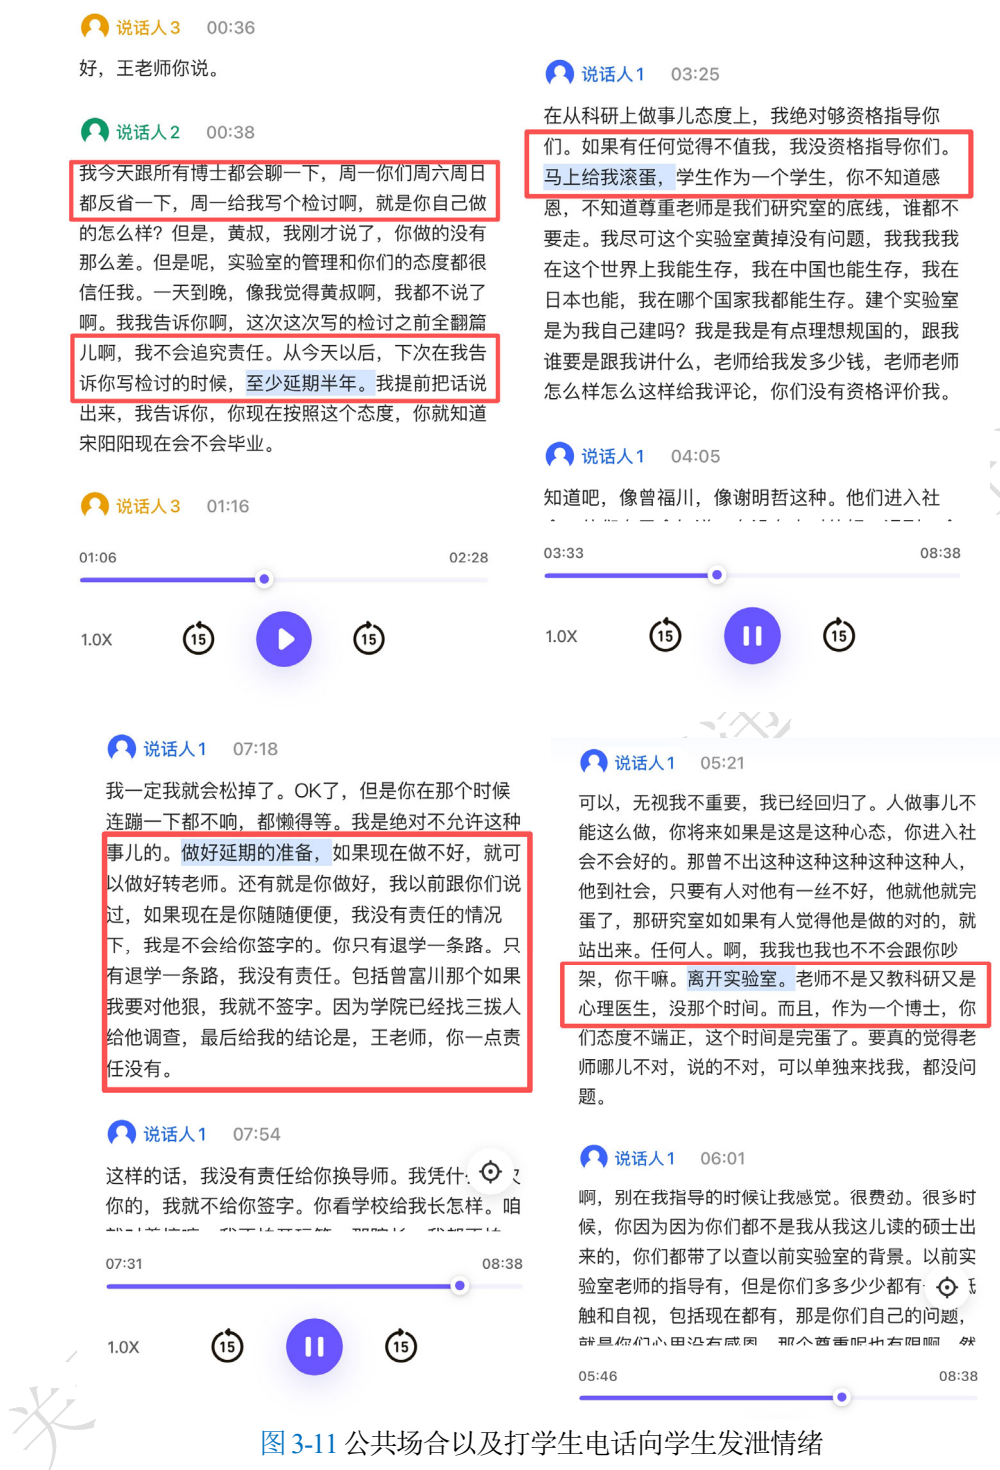 说话人3 00:36
好，王老师你说。
说话人2 00:38
我今天跟所有博士都会聊一下，周一你们周六周日
都反省一下，周一给我写个检讨啊，就是你自己做
的怎么样？但是，黄叔，我刚才说了，你做的没有
那么差。但是呢，实验室的管理和你们的态度都很
信任我。一天到晚，像我觉得黄叔啊，我都不说了
啊。我我告诉你啊，这次这次写的检讨之前全翻篇
儿啊，我不会追究责任。从今天以后，下次在我告
诉你写检讨的时候，至少延期半年。我提前把话说
出来，我告诉你，你现在按照这个态度，你就知道
宋阳阳现在会不会毕业。
说话人3 01:16
01:06 02:28
1.0X 15 15
说话人1 03:25
在从科研上做事儿态度上，我绝对够资格指导你
们。如果有任何觉得不值我，我没资格指导你们。
马上给我滚蛋，学生作为一个学生，你不知道感
恩，不知道尊重老师是我们研究室的底线，谁都不
要走。我尽可这个实验室黄掉没有问题，我我我我
在这个世界上我能生存，我在中国也能生存，我在
日本也能，我在哪个国家我都能生存。建个实验室
是为我自己建吗？我是我是有点理想规国的，跟我
谁要是跟我讲什么，老师给我发多少钱，老师老师
怎么样怎么这样给我评论，你们没有资格评价我。
说话人1 04:05
知道吧，像曾福川，像谢明哲这种。他们进入社
03:33 08:38
1.0X 15 15
说话人1 07:18
我一定我就会松掉了。OK了，但是你在那个时候
连蹦一下都不响，都懒得等。我是绝对不允许这种
事儿的。做好延期的准备，如果现在做不好，就可
以做好转老师。还有就是你做好，我以前跟你们说
过，如果现在是你随随便便，我没有责任的情况
下，我是不会给你签字的。你只有退学一条路。只
有退学一条路，我没有责任。包括曾富川那个如果
我要对他狠，我就不签字。因为学院已经找三拨人
给他调查，最后给我的结论是，王老师，你一点责
任没有。
说话人1 07:54
这样的话，我没有责任给你换导师。我凭什
你的，我就不给你签字。你看学校给我长怎样。咱
07:31 08:38
1.0X 15 15
说话人1 05:21
可以，无视我不重要，我已经回归了。人做事儿不
能这么做，你将来如果是这是这种心态，你进入社
会不会好的。那曾不出这种这种这种这种这种人，
他到社会，只要有人对他有一丝不好，他就他就完
蛋了，那研究室如如果有人觉得他是做的对的，就
站出来。任何人。啊，我我也我也不不会跟你吵
架，你干嘛。离开实验室。老师不是又教科研又是
心理医生，没那个时间。而且，作为一个博士，你
们态度不端正，这个时间是完蛋了。要真的觉得老
师哪儿不对，说的不对，可以单独来找我，都没问
题。
说话人1 06:01
啊，别在我指导的时候让我感觉。很费劲。很多时
候，你因为因为你们都不是我从我这儿读的硕士出
来的，你们都带了以查以前实验室的背景。以前实
验室老师的指导有，但是你们多多少少都有
触和自视，包括现在都有，那是你们自己的问题，
就是你们心里没有感恩，那个尊重呢也有限啊，然
05:46 08:38
图 3-11 公共场合以及打学生电话向学生发泄情绪